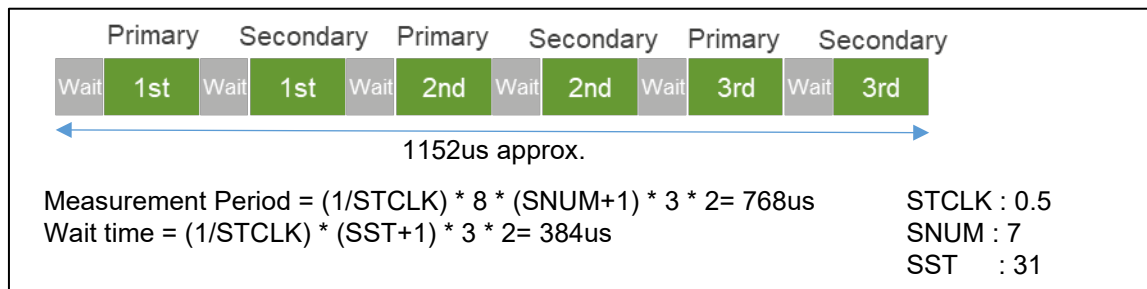 Primary Secondary Primary Secondary Primary Secondary
Wait 1st Wait 1st Wait 2nd Wait 2nd Wait 3rd Wait 3rd
1152us approx.
Measurement Period = (1/STCLK) * 8 * (SNUM+1) * 3 * 2= 768us
Wait time = (1/STCLK) * (SST+1) * 3 * 2= 384us
STCLK : 0.5
SNUM : 7
SST : 31